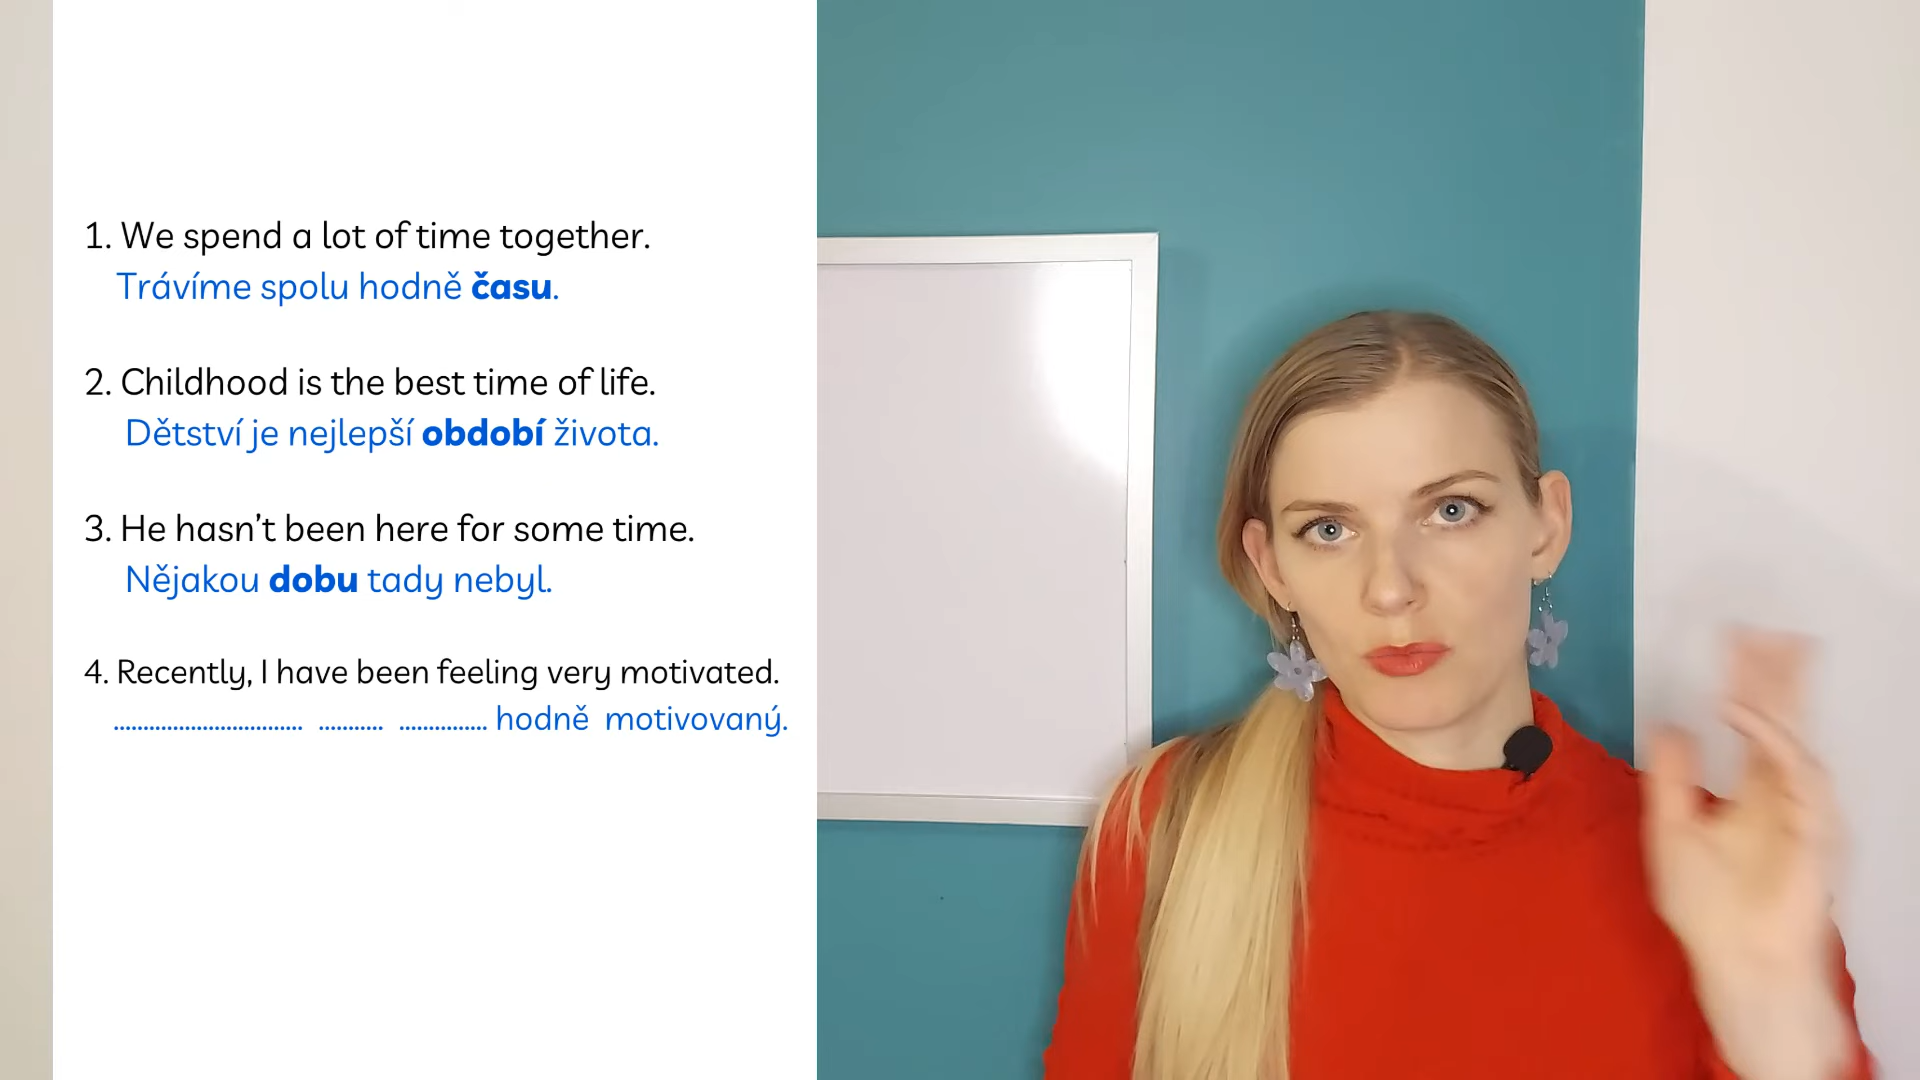 1. We spend a lot of time together.
Trávíme spolu hodně času.
2. Childhood is the best time of life.
Dětství je nejlepší období života.
3. He hasn't been here for some time.
Nějakou dobu tady nebyl.
4. Recently, I have been feeling very motivated.
................................ ........... ............... hodně motivovaný.